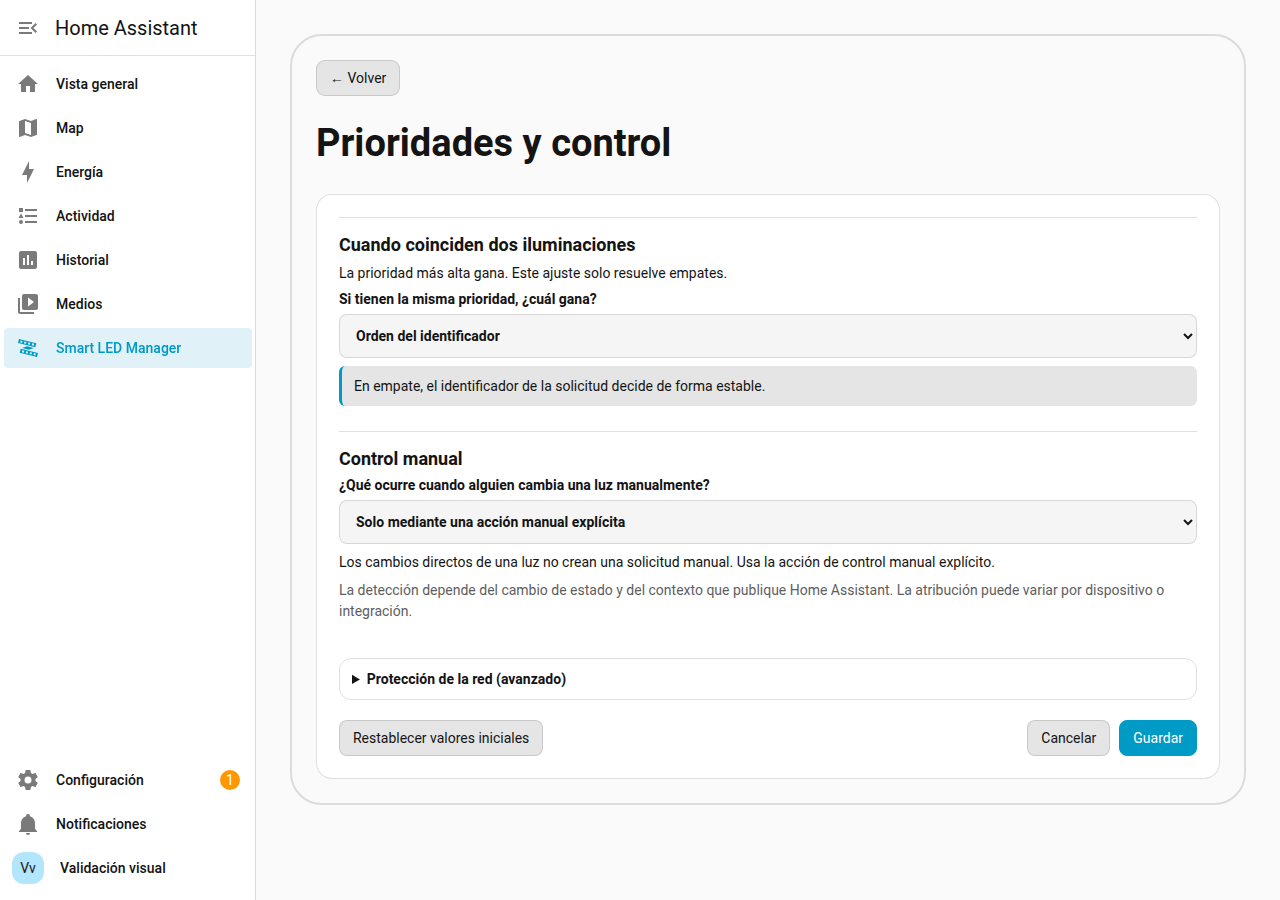 Home Assistant
Vista general
Map
Energía
Actividad
Historial
Medios
Smart LED Manager
Configuración
1
Notificaciones
Vv
Validación visual
← Volver
Prioridades y control
Cuando coinciden dos iluminaciones
La prioridad más alta gana. Este ajuste solo resuelve empates.
Si tienen la misma prioridad, ¿cuál gana?
Orden del identificador
En empate, el identificador de la solicitud decide de forma estable.
Control manual
¿Qué ocurre cuando alguien cambia una luz manualmente?
Solo mediante una acción manual explícita
Los cambios directos de una luz no crean una solicitud manual. Usa la acción de control manual explícito.
La detección depende del cambio de estado y del contexto que publique Home Assistant. La atribución puede variar por dispositivo o
integración.
Protección de la red (avanzado)
Restablecer valores iniciales
Cancelar
Guardar